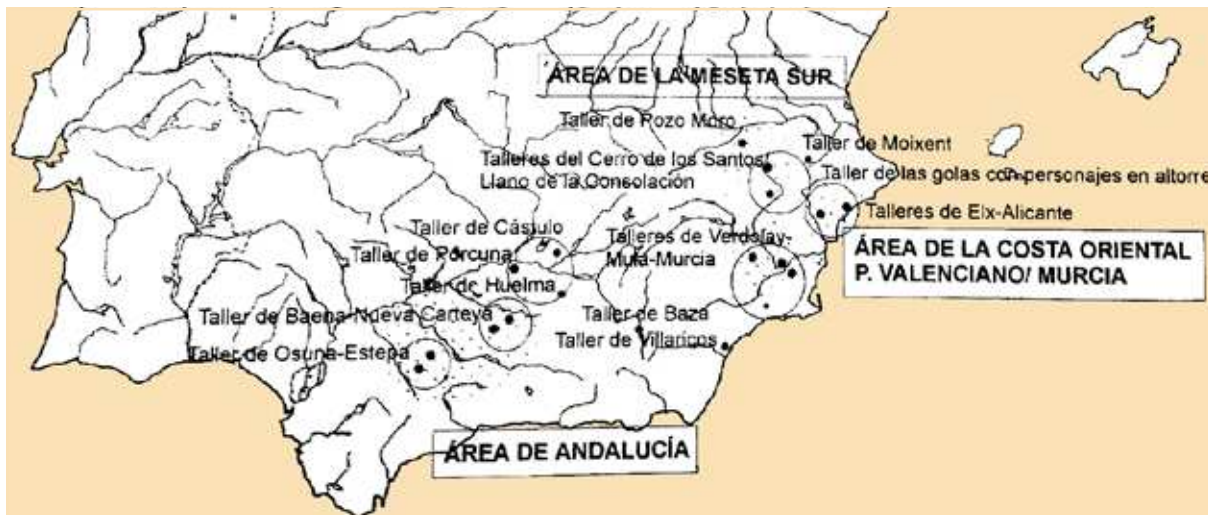 ÁREA DE LA MESETA SUR
Taller de Pozo Moro
Taller de Moixent
Talleres del Cerro de los Santos/
Llano de la Consolación
Taller de las golas con personajes en altorre
Talleres de Elx-Alicante
ÁREA DE LA COSTA ORIENTAL
P. VALENCIANO/ MURCIA
Taller de Cástulo
Talleres de Verdolay-
Mula-Murcia
Taller de Porcuna
Taller de Huelma
Taller de Baena-Nueva Carteya
Taller de Baza
Taller de Villaricos
Taller de Osuna-Estepa
ÁREA DE ANDALUCÍA